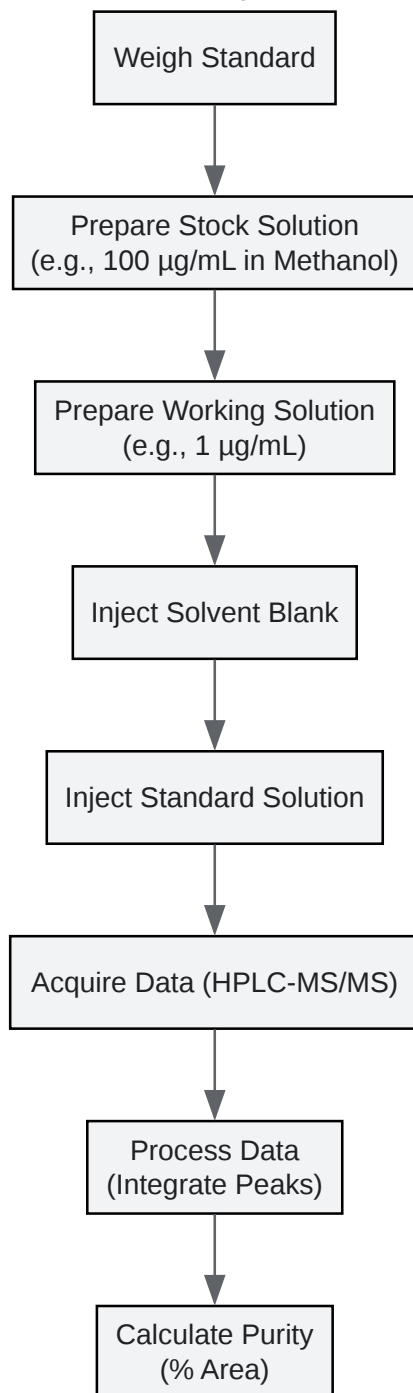 Weigh Standard
Prepare Stock Solution
(e.g., 100 µg/mL in Methanol)
Prepare Working Solution
(e.g., 1 µg/mL)
Inject Solvent Blank
Inject Standard Solution
Acquire Data (HPLC-MS/MS)
Process Data
(Integrate Peaks)
Calculate Purity
(% Area)